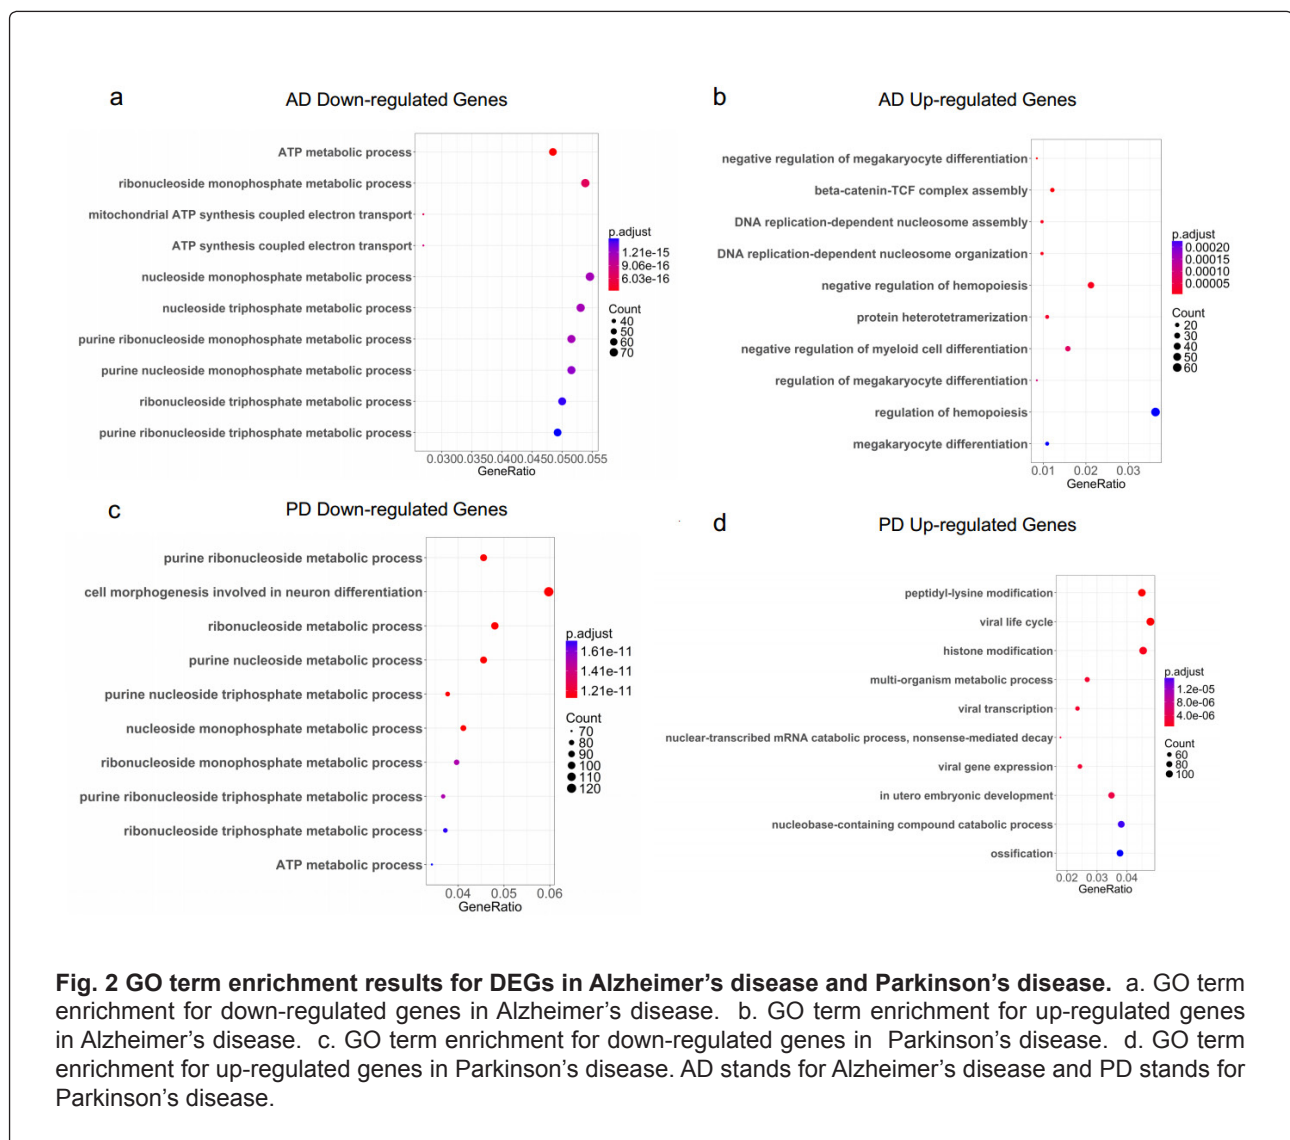 a
AD Down-regulated Genes
ATP metabolic process
ribonucleoside monophosphate metabolic process
mitochondrial ATP synthesis coupled electron transport
ATP synthesis coupled electron transport
nucleoside monophosphate metabolic process
nucleoside triphosphate metabolic process
purine ribonucleoside monophosphate metabolic process
purine nucleoside monophosphate metabolic process
ribonucleoside triphosphate metabolic process
purine ribonucleoside triphosphate metabolic process
0.0300.0350.0400.0450.0500.055
GeneRatio
p.adjust
1.21e-15
9.06e-16
6.03e-16
Count
40
50
60
70
b
AD Up-regulated Genes
negative regulation of megakaryocyte differentiation
beta-catenin-TCF complex assembly
DNA replication-dependent nucleosome assembly
DNA replication-dependent nucleosome organization
negative regulation of hemopoiesis
protein heterotetramerization
negative regulation of myeloid cell differentiation
regulation of megakaryocyte differentiation
regulation of hemopoiesis
megakaryocyte differentiation
0.01 0.02 0.03
GeneRatio
p.adjust
0.00020
0.00015
0.00010
0.00005
Count
20
30
40
50
60
c
PD Down-regulated Genes
purine ribonucleoside metabolic process
cell morphogenesis involved in neuron differentiation
ribonucleoside metabolic process
purine nucleoside metabolic process
purine nucleoside triphosphate metabolic process
nucleoside monophosphate metabolic process
ribonucleoside monophosphate metabolic process
purine ribonucleoside triphosphate metabolic process
ribonucleoside triphosphate metabolic process
ATP metabolic process
0.04 0.05 0.06
GeneRatio
p.adjust
1.61e-11
1.41e-11
1.21e-11
Count
70
80
90
100
110
120
d
PD Up-regulated Genes
peptidyl-lysine modification
viral life cycle
histone modification
multi-organism metabolic process
viral transcription
nuclear-transcribed mRNA catabolic process, nonsense-mediated decay
viral gene expression
in utero embryonic development
nucleobase-containing compound catabolic process
ossification
0.02 0.03 0.04
GeneRatio
p.adjust
1.2e-05
8.0e-06
4.0e-06
Count
60
80
100
Fig. 2 GO term enrichment results for DEGs in Alzheimer’s disease and Parkinson’s disease. a. GO term
enrichment for down-regulated genes in Alzheimer’s disease. b. GO term enrichment for up-regulated genes
in Alzheimer’s disease. c. GO term enrichment for down-regulated genes in Parkinson’s disease. d. GO term
enrichment for up-regulated genes in Parkinson’s disease. AD stands for Alzheimer’s disease and PD stands for
Parkinson’s disease.